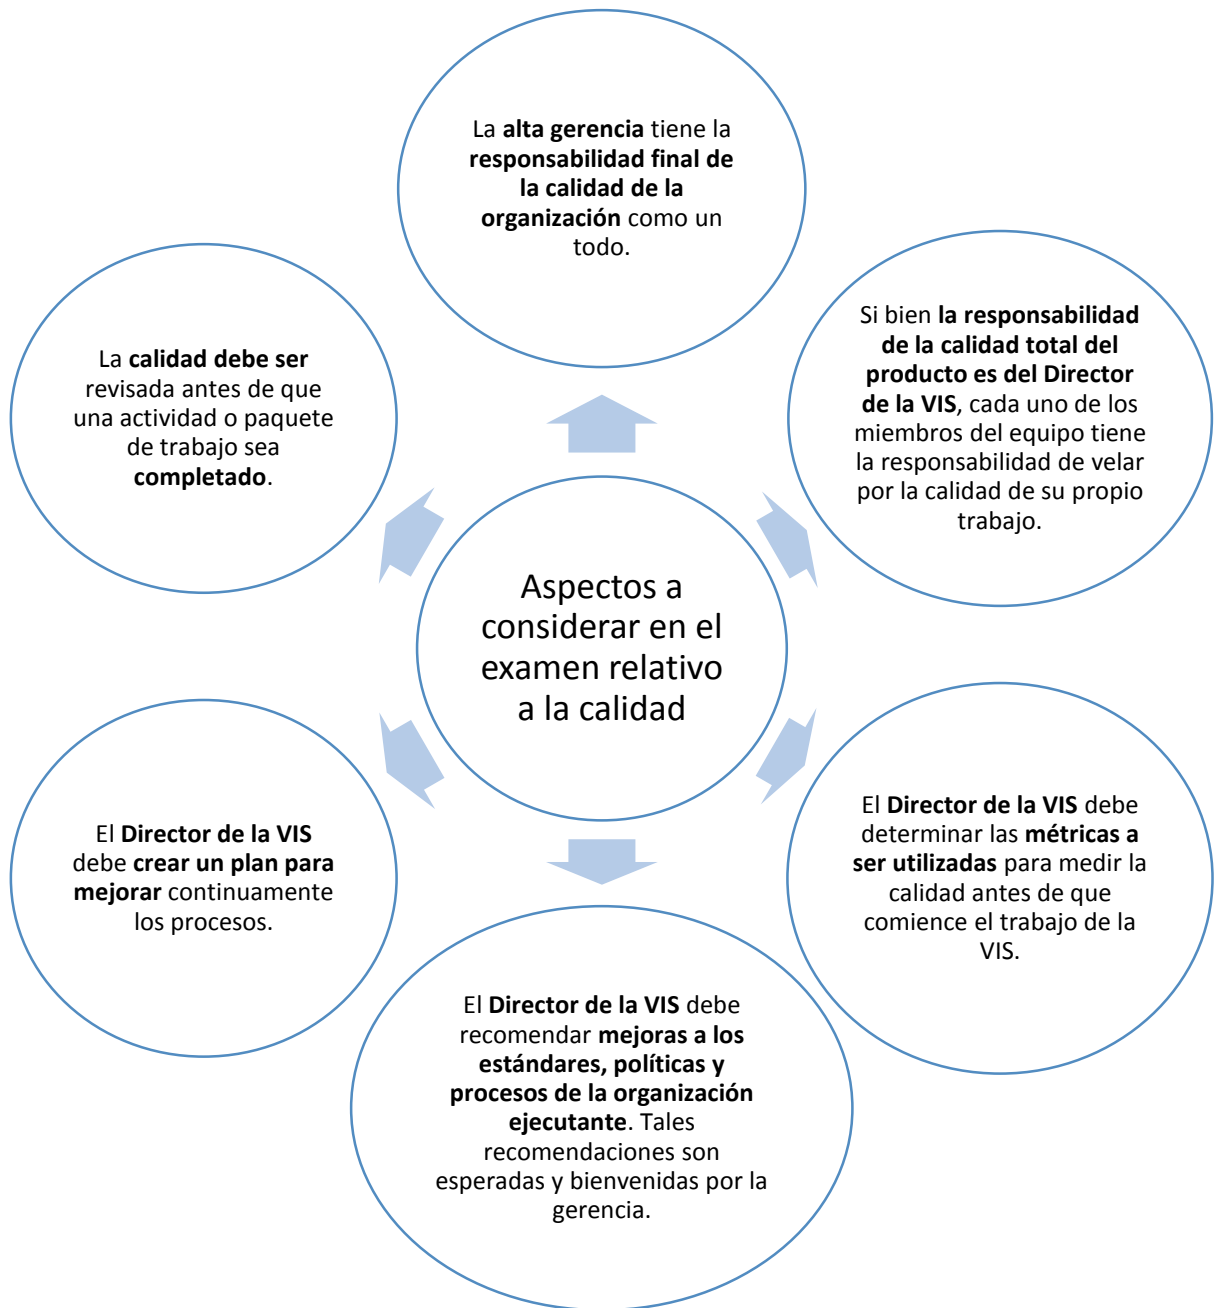 La alta gerencia tiene la
responsabilidad final de
la calidad de la
organización como un
todo.
Si bien la responsabilidad
de la calidad total del
producto es del Director
de la VIS, cada uno de los
miembros del equipo tiene
la responsabilidad de velar
por la calidad de su propio
trabajo.
La calidad debe ser
revisada antes de que
una actividad o paquete
de trabajo sea
completado.
Aspectos a
considerar en el
examen relativo
a la calidad
El Director de la VIS debe
determinar las métricas a
ser utilizadas para medir la
calidad antes de que
comience el trabajo de la
VIS.
El Director de la VIS
debe crear un plan para
mejorar continuamente
los procesos.
El Director de la VIS debe
recomendar mejoras a los
estándares, políticas y
procesos de la organización
ejecutante. Tales
recomendaciones son
esperadas y bienvenidas por la
gerencia.